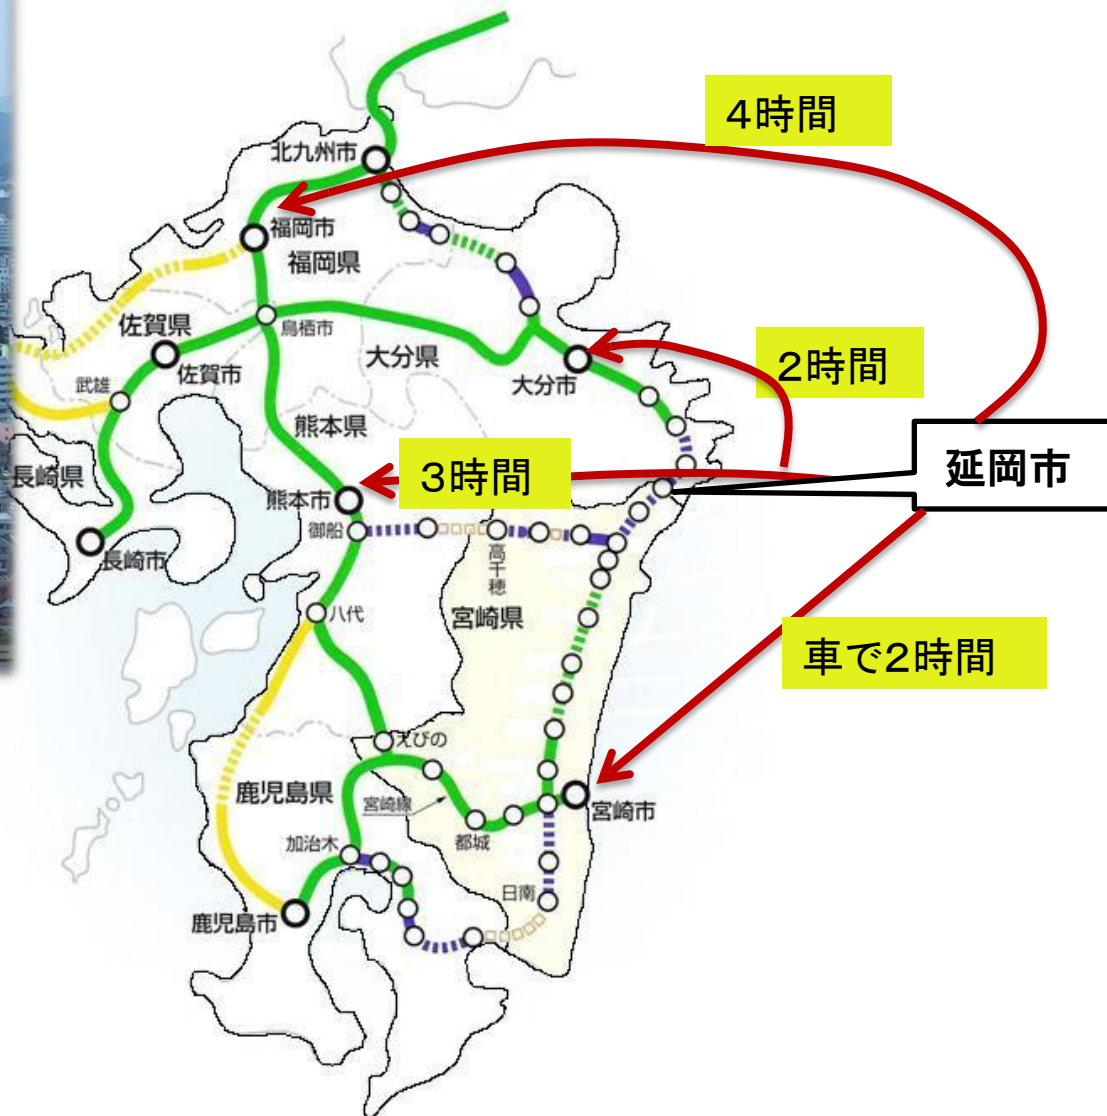 4時間
北九州市
福岡市
福岡県
佐賀県
鳥栖市
大分県
2時間
佐賀市
大分市
武雄
熊本県
延岡市
長崎県
3時間
熊本市
御船
長崎市
高千穂
八代
宮崎県
車で2時間
えびの
鹿児島県
宮崎線
宮崎市
加治木
都城
日南
鹿児島市